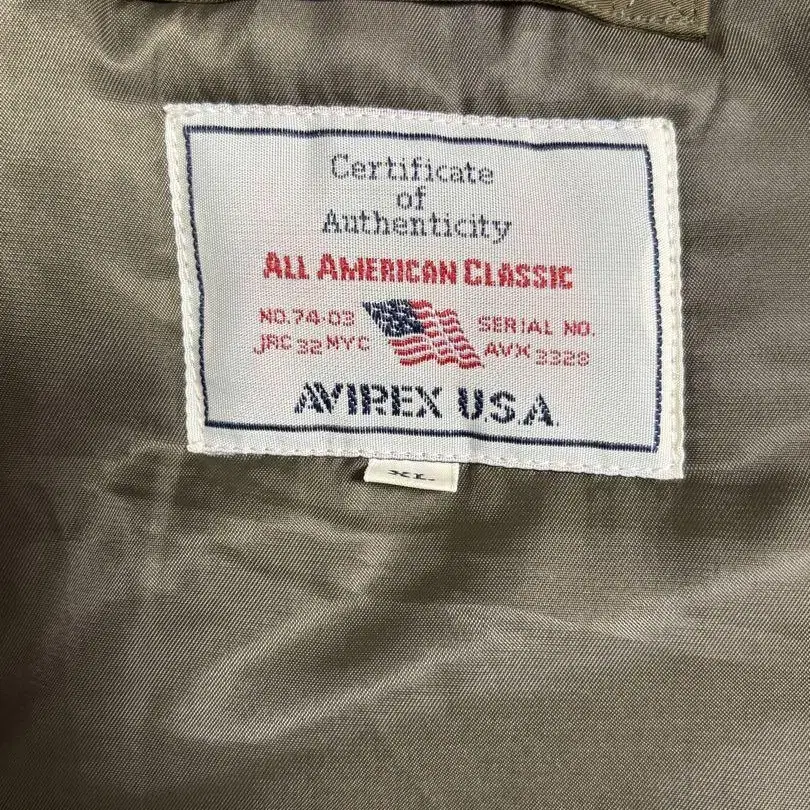 Certificate
of
Authenticity
ALL AMERICAN CLASSIC
NO.74-03
JRC 32 NYC
SERIAL NO.
AVX 3328
AVIREX U.S.A.
XL.